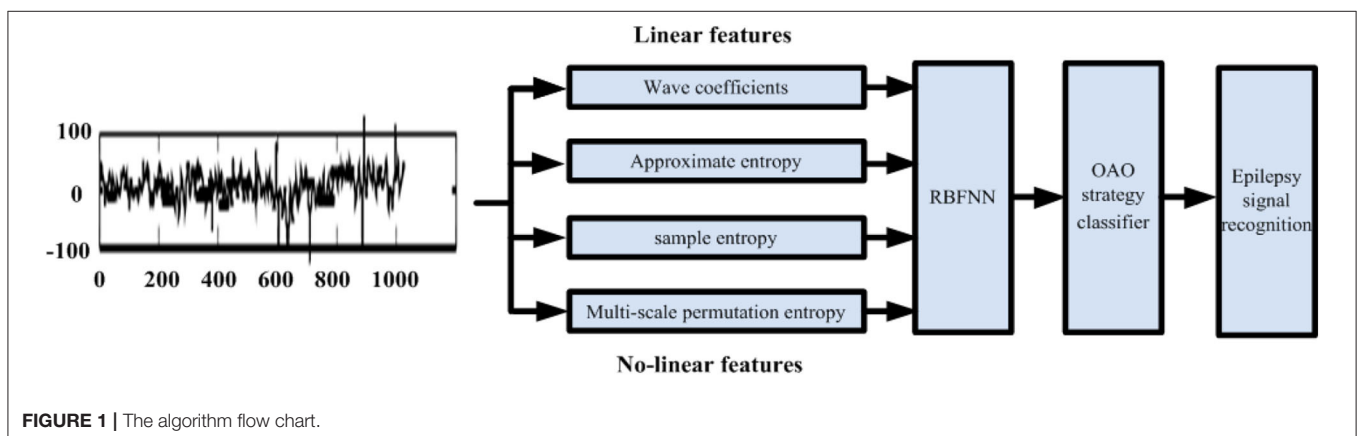 Linear features
Wave coefficients
Approximate entropy
sample entropy
Multi-scale permutation entropy
No-linear features
100
0
-100
0 200 400 600 800 1000
RBFNN
OAO
strategy
classifier
Epilepsy
signal
recognition
FIGURE 1 | The algorithm flow chart.